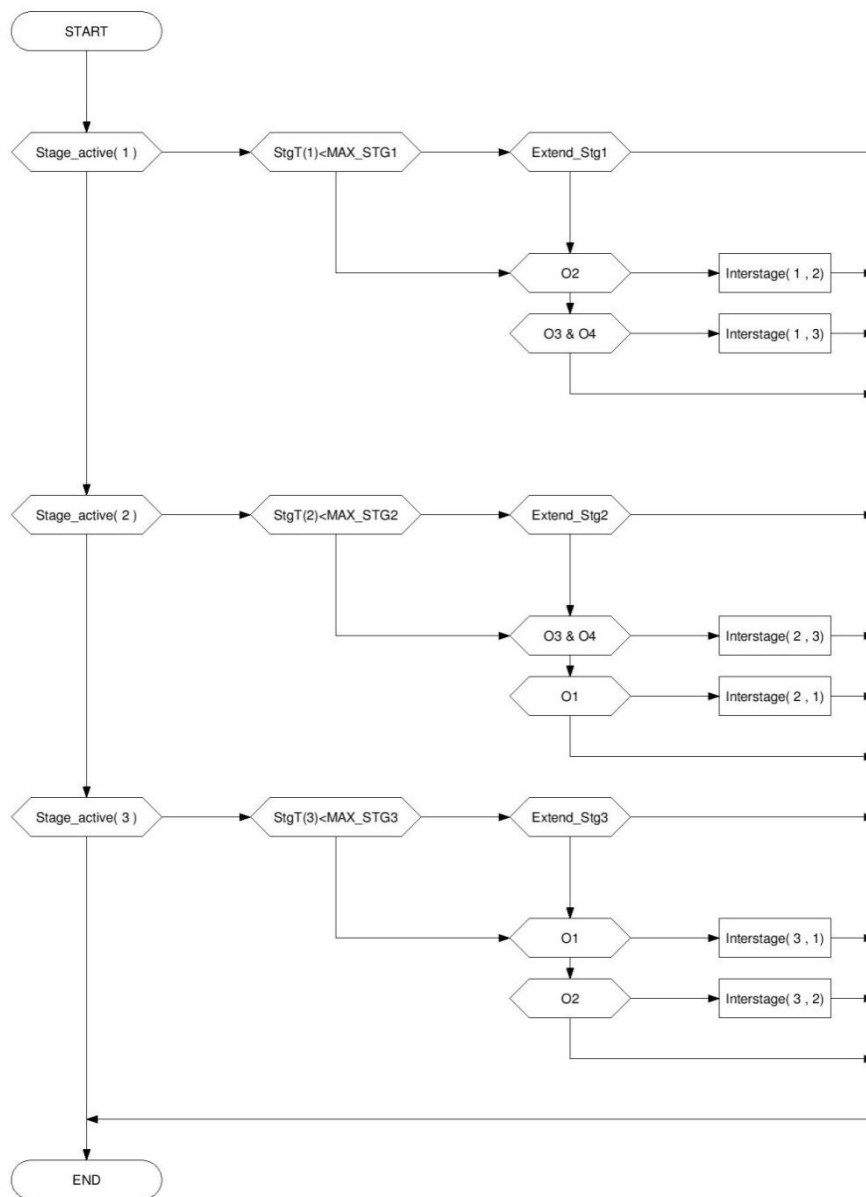 START
Stage_active( 1 )
StgT(1)<MAX_STG1
Extend_Stg1
O2
Interstage( 1 , 2)
O3 & O4
Interstage( 1 , 3)
Stage_active( 2 )
StgT(2)<MAX_STG2
Extend_Stg2
O3 & O4
Interstage( 2 , 3)
O1
Interstage( 2 , 1)
Stage_active( 3 )
StgT(3)<MAX_STG3
Extend_Stg3
O1
Interstage( 3 , 1)
O2
Interstage( 3 , 2)
END